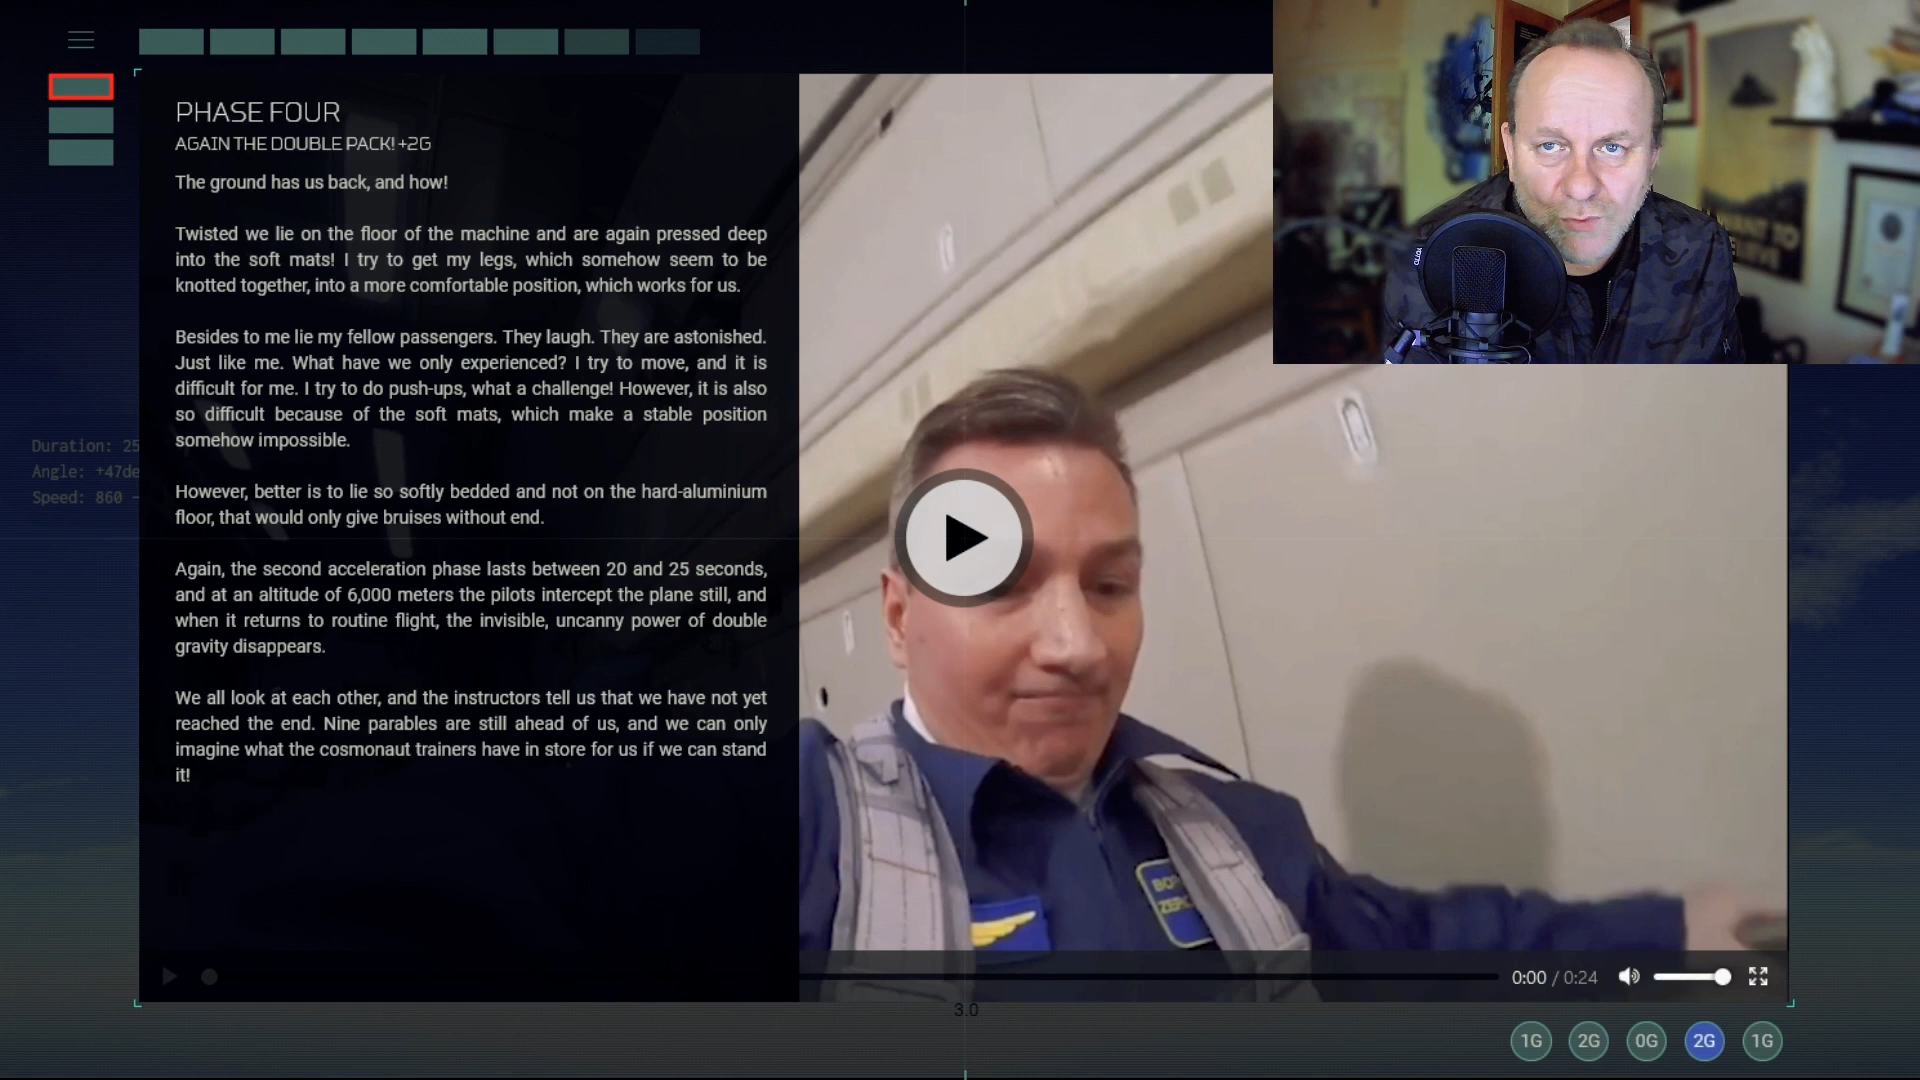 PHASE FOUR
AGAIN THE DOUBLE PACK! +2G
The ground has us back, and how!
Twisted we lie on the floor of the machine and are again pressed deep
into the soft mats! I try to get my legs, which somehow seem to be
knotted together, into a more comfortable position, which works for us.
Besides to me lie my fellow passengers. They laugh. They are astonished.
Just like me. What have we only experienced? I try to move, and it is
difficult for me. I try to do push-ups, what a challenge! However, it is also
so difficult because of the soft mats, which make a stable position
somehow impossible.
However, better is to lie so softly bedded and not on the hard-aluminium
floor, that would only give bruises without end.
Again, the second acceleration phase lasts between 20 and 25 seconds,
and at an altitude of 6,000 meters the pilots intercept the plane still, and
when it returns to routine flight, the invisible, uncanny power of double
gravity disappears.
We all look at each other, and the instructors tell us that we have not yet
reached the end. Nine parables are still ahead of us, and we can only
imagine what the cosmonaut trainers have in store for us if we can stand
it!
Duration: 25
Angle: +47de
Speed: 860 -
WANT TO
0:00 / 0:24
3.0
1G 2G 0G 2G 1G